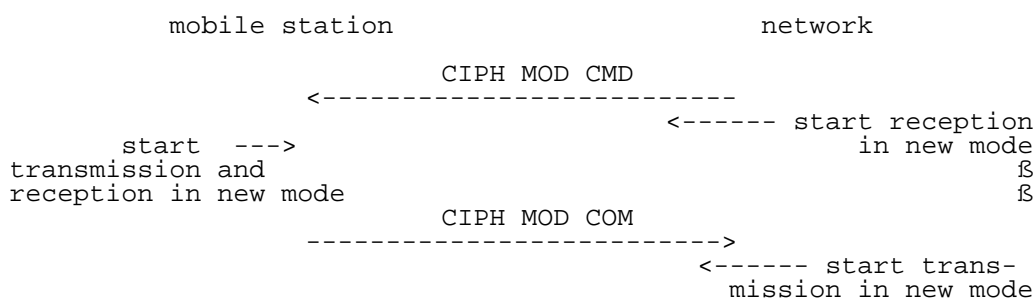 mobile station                       network
CIPH MOD CMD
<---------------------------
<------ start reception
start  --->                                   in new mode
transmission and                                               ß
reception in new mode                                          ß
CIPH MOD COM
-------------------------->
<------ start trans-
mission in new mode